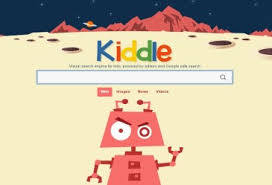 Kiddle
Visual search engine for kids, powered by editors and Google safe search
Web Images News Videos